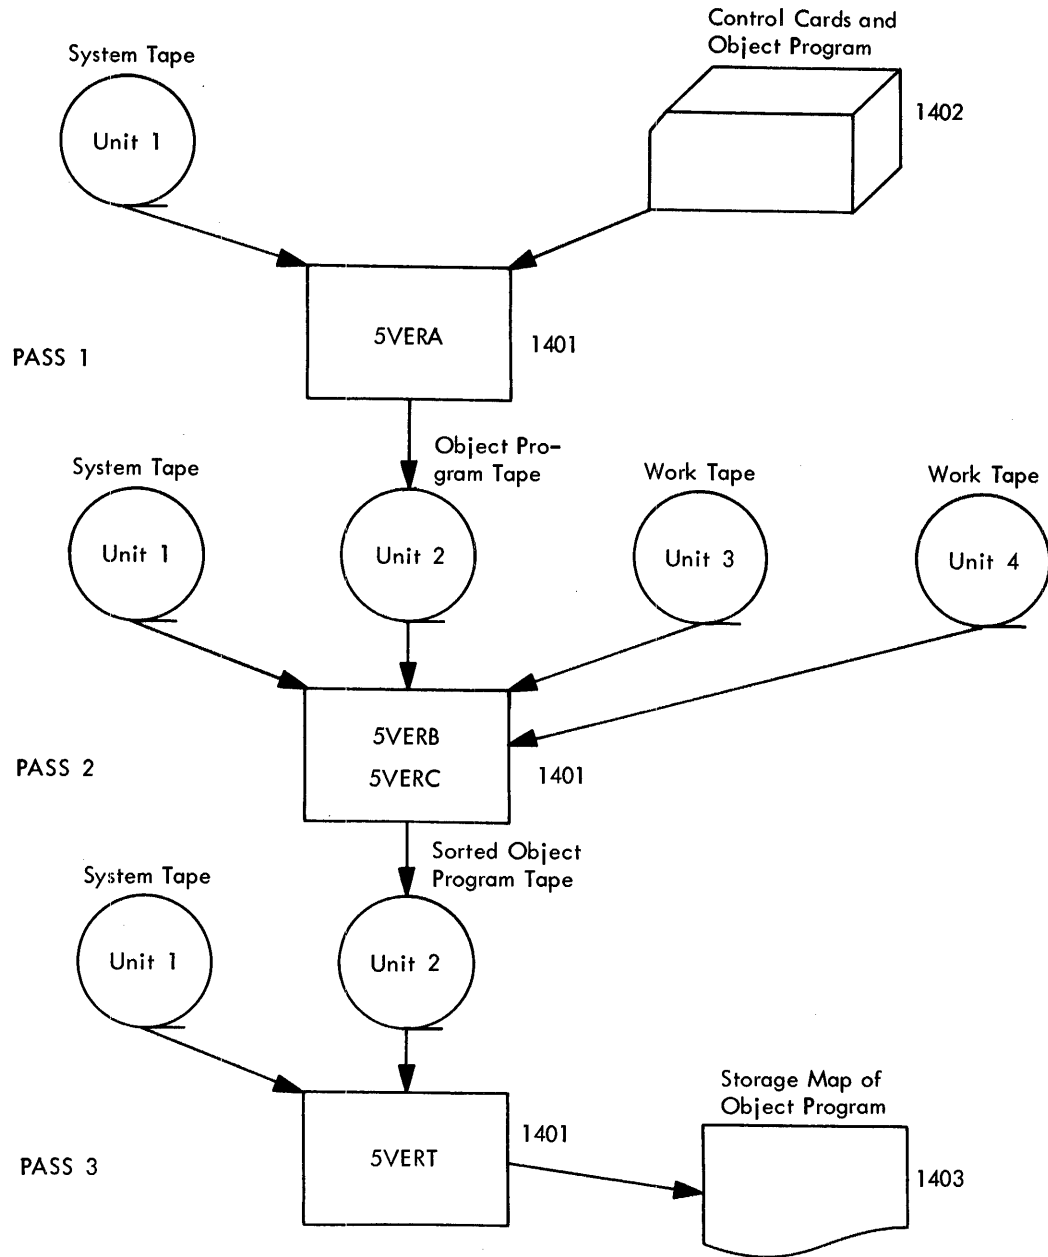 Control Cards and
Object Program
System Tape
1402
Unit 1
5VERA
1401
PASS 1
Object Pro-
gram Tape
System Tape
Work Tape
Work Tape
Unit 1
Unit 2
Unit 3
Unit 4
5VERB
5VERC
1401
PASS 2
Sorted Object
Program Tape
System Tape
Unit 1
Unit 2
Storage Map of
Object Program
1401
5VERT
PASS 3
1403